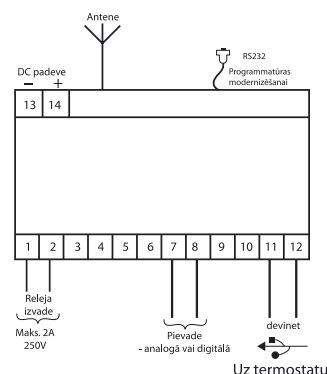 Antene
RS232
Programmatūras
modernizēšanai
DC padeve
− +
13 14
1 2 3 4 5 6 7 8 9 10 11 12
Releja
izvade
Maks. 2A
250V
Pievade
- analogā vai digitālā
devinet
Uz termostatu